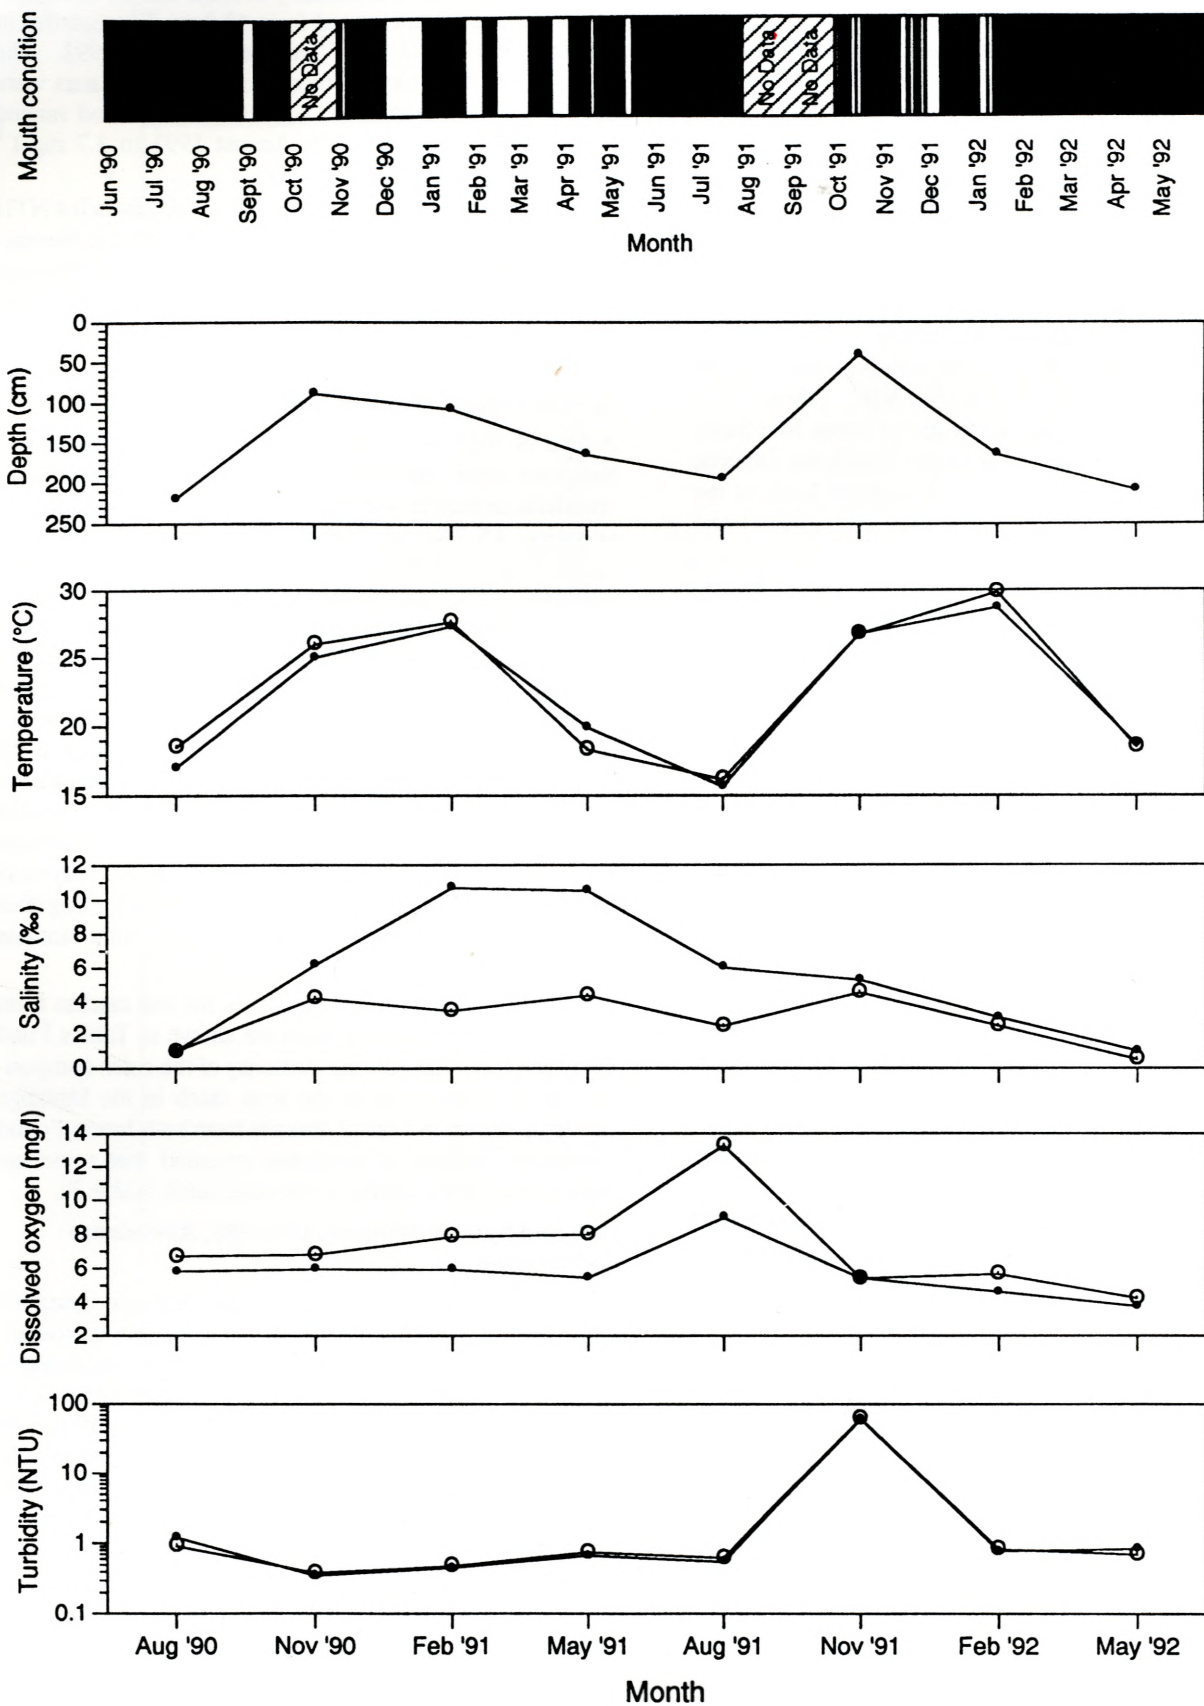 Mouth condition
No Data
No Data
No Data
Jun '90
Jul '90
Aug '90
Sept '90
Oct '90
Nov '90
Dec '90
Jan '91
Feb '91
Mar '91
Apr '91
May '91
Jun '91
Jul '91
Aug '91
Sep '91
Oct '91
Nov '91
Dec '91
Jan '92
Feb '92
Mar '92
Apr '92
May '92
Month
Depth (cm)
0
50
100
150
200
250
Temperature (°C)
30
25
20
15
Salinity (‰)
12
10
8
6
4
2
0
Dissolved oxygen (mg/l)
14
12
10
8
6
4
2
Turbidity (NTU)
100
10
1
0.1
Aug '90
Nov '90
Feb '91
May '91
Aug '91
Nov '91
Feb '92
May '92
Month